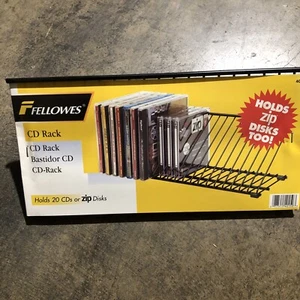 FELLOWES
CD Rack
CD Rack
Bastidor CD
CD-Rack
Holds 20 CDs or zip Disks
HOLDS
zip
DISKS
TOO!